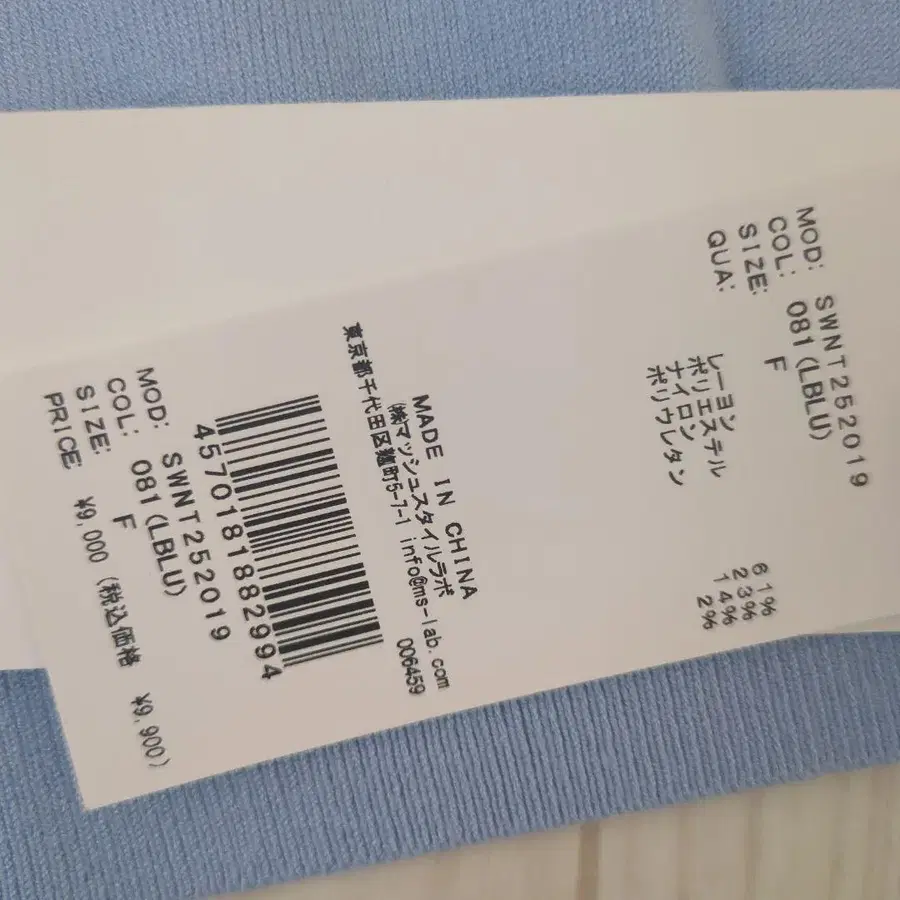 MOD: SWNT252019
COL: 081(LBLU)
SIZE: F
QUA:
レーヨン 61%
ポリエステル 23%
ナイロン 14%
ポリウレタン 2%
MADE IN CHINA
(株)マッシュスタイルラボ
東京都千代田区麹町5-7-1 info@ms-lab.com
006459
4570181882994
MOD: SWNT252019
COL: 081(LBLU)
SIZE: F
PRICE: ¥9,000 (税込価格 ¥9,900)